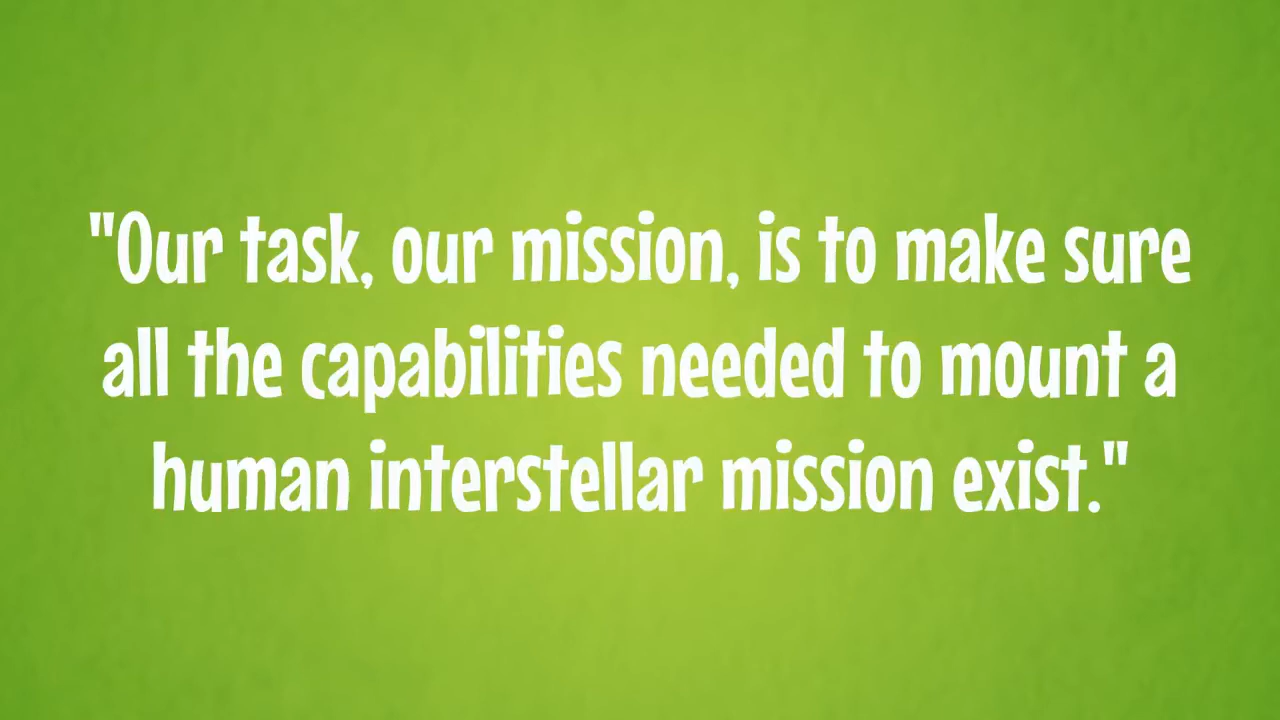 "Our task, our mission, is to make sure
all the capabilities needed to mount a
human interstellar mission exist."